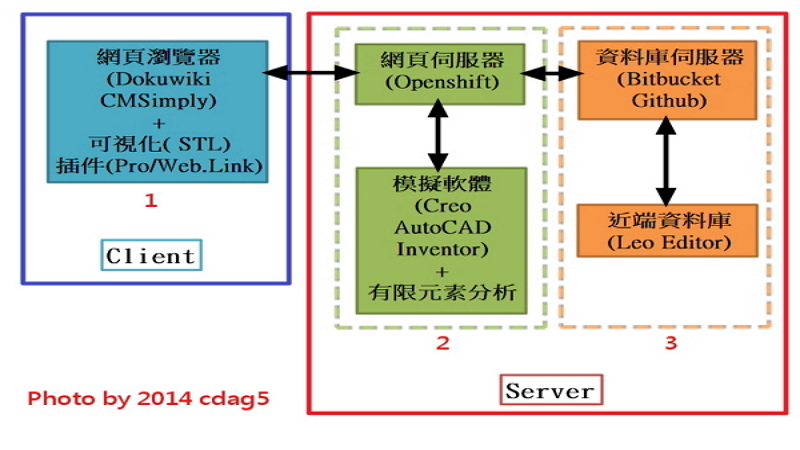 網頁瀏覽器
(Dokuwiki
CMSimply)
+
可視化( STL)
插件(Pro/Web.Link)
1
Client
網頁伺服器
(Openshift)
模擬軟體
(Creo
AutoCAD
Inventor)
+
有限元素分析
2
資料庫伺服器
(Bitbucket
Github)
近端資料庫
(Leo Editor)
3
Server
Photo by 2014 cdag5